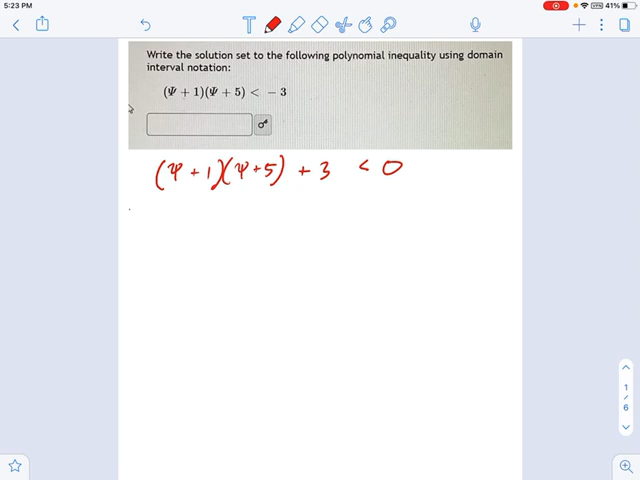 5:23 PM
VPN 41%
T
Write the solution set to the following polynomial inequality using domain
interval notation:
(Ψ + 1)(Ψ + 5) < − 3
(Ψ + 1)(Ψ + 5) + 3 < 0
1
/
6